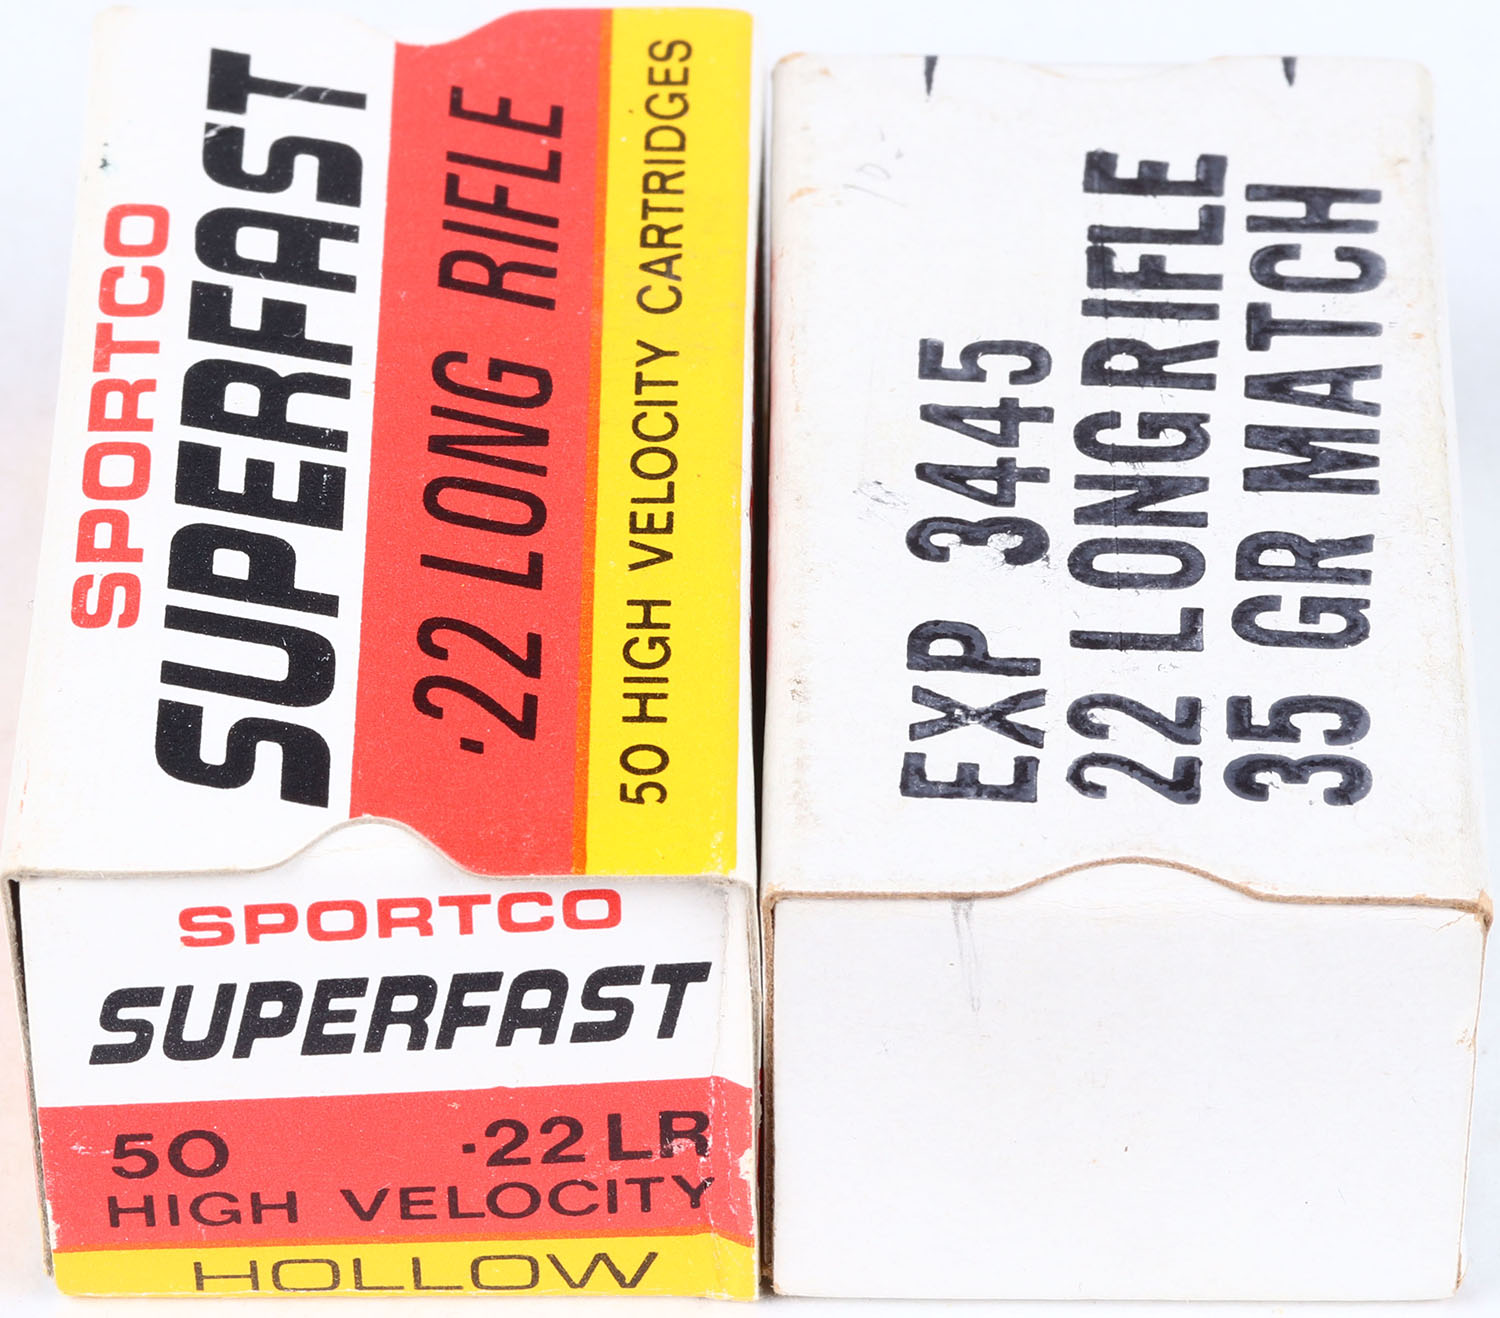 SPORTCO
SUPERFAST
.22 LONG RIFLE
50 HIGH VELOCITY CARTRIDGES
SPORTCO
SUPERFAST
50 .22 LR
HIGH VELOCITY
HOLLOW
EXP 3445
22 LONG RIFLE
35 GR MATCH